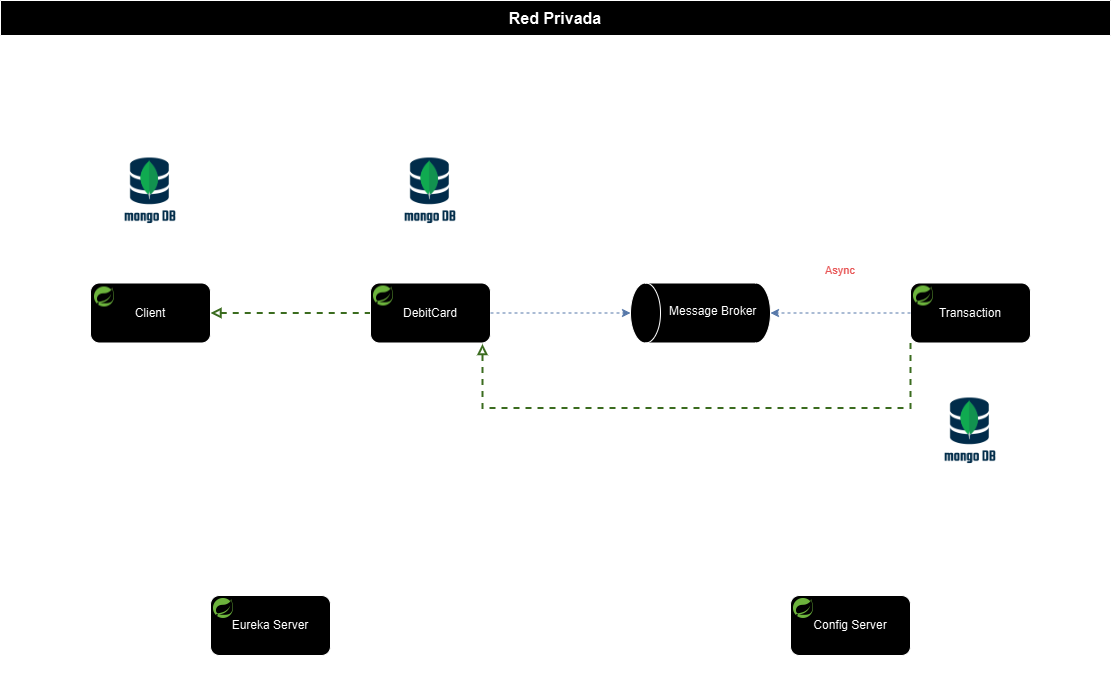 Red Privada
mongo DB
mongo DB
Async
Client
DebitCard
Message Broker
Transaction
mongo DB
Eureka Server
Config Server